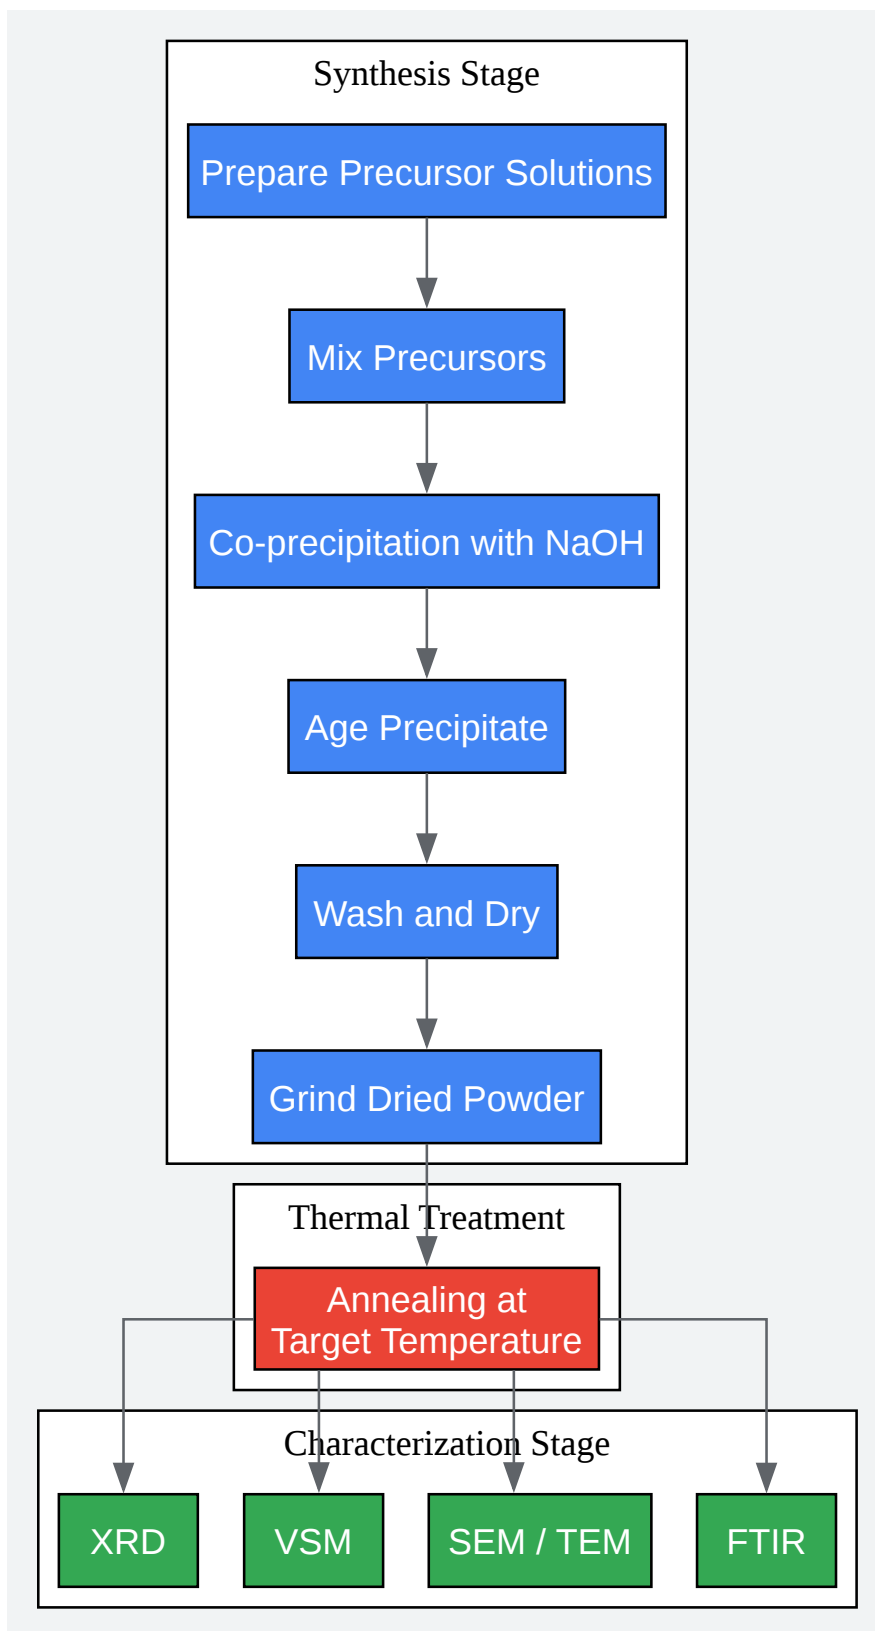 Synthesis Stage
Prepare Precursor Solutions
Mix Precursors
Co-precipitation with NaOH
Age Precipitate
Wash and Dry
Grind Dried Powder
Thermal Treatment
Annealing at
Target Temperature
Characterization Stage
XRD
VSM
SEM / TEM
FTIR